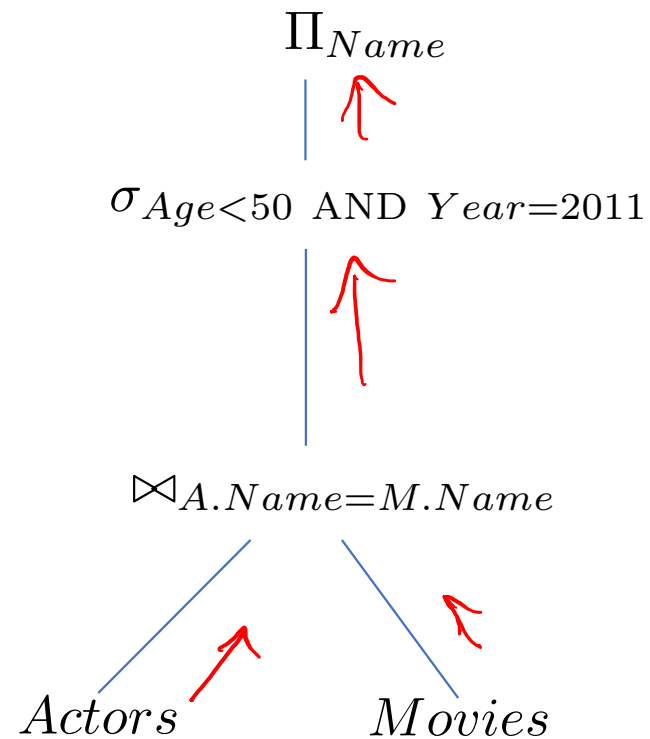 Π_Name
σ_Age<50 AND Year=2011
⋈_A.Name=M.Name
Actors Movies